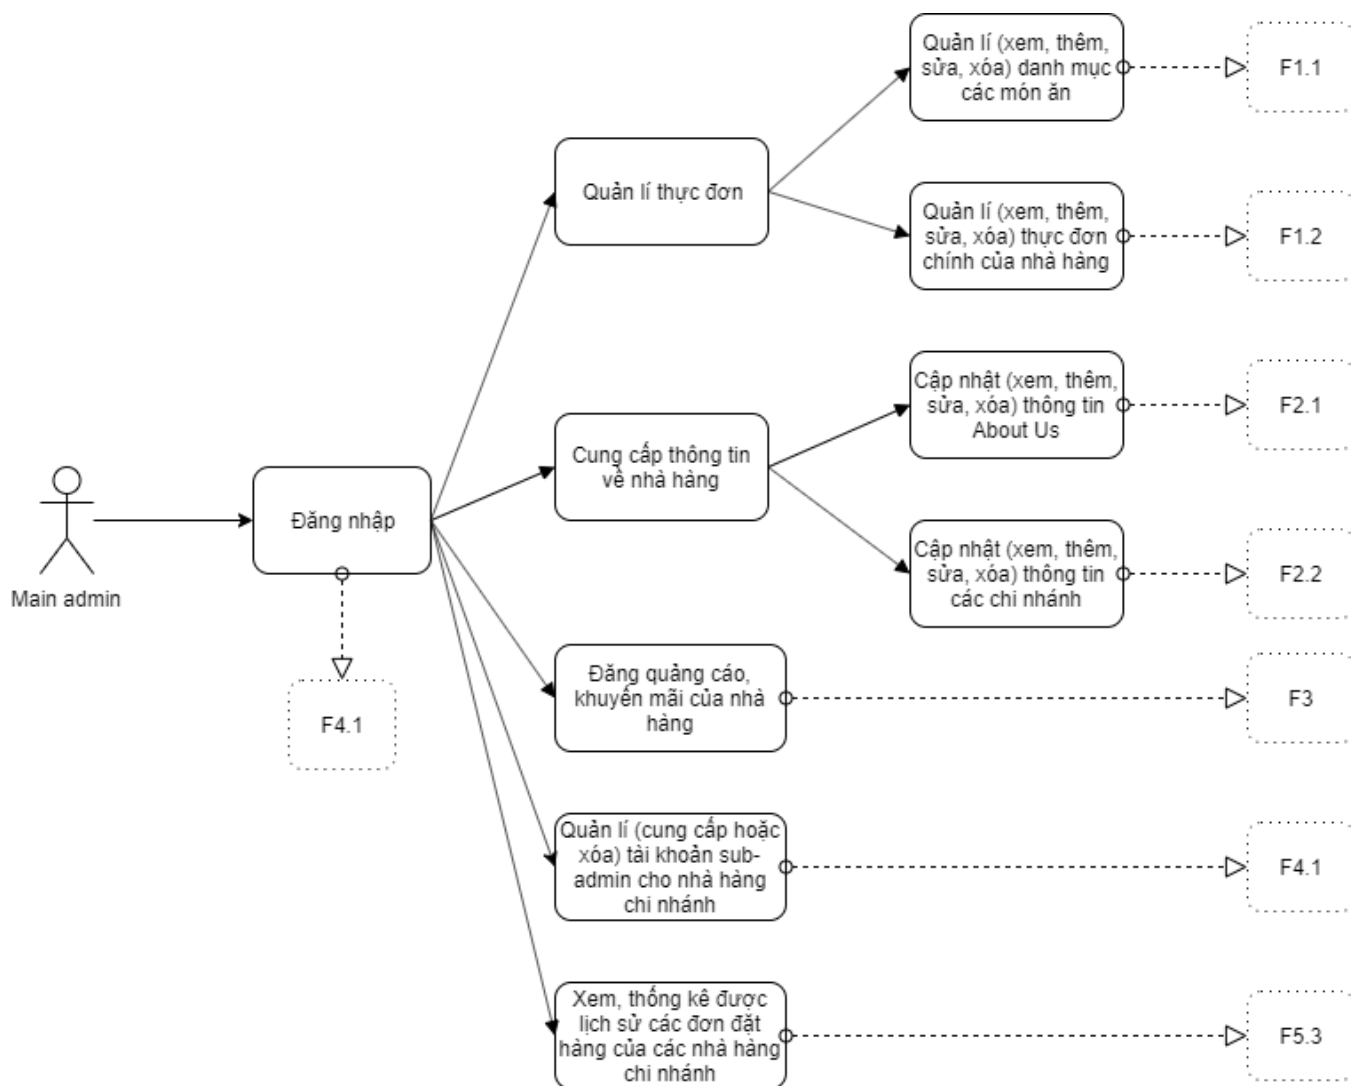 Quản lí (xem, thêm,
sửa, xóa) danh mục
các món ăn
F1.1
Quản lí thực đơn
Quản lí (xem, thêm,
sửa, xóa) thực đơn
chính của nhà hàng
F1.2
Cập nhật (xem, thêm,
sửa, xóa) thông tin
About Us
F2.1
Cung cấp thông tin
về nhà hàng
Đăng nhập
Main admin
Cập nhật (xem, thêm,
sửa, xóa) thông tin
các chi nhánh
F2.2
F4.1
Đăng quảng cáo,
khuyến mãi của nhà
hàng
F3
Quản lí (cung cấp hoặc
xóa) tài khoản sub-
admin cho nhà hàng
chi nhánh
F4.1
Xem, thống kê được
lịch sử các đơn đặt
hàng của các nhà hàng
chi nhánh
F5.3